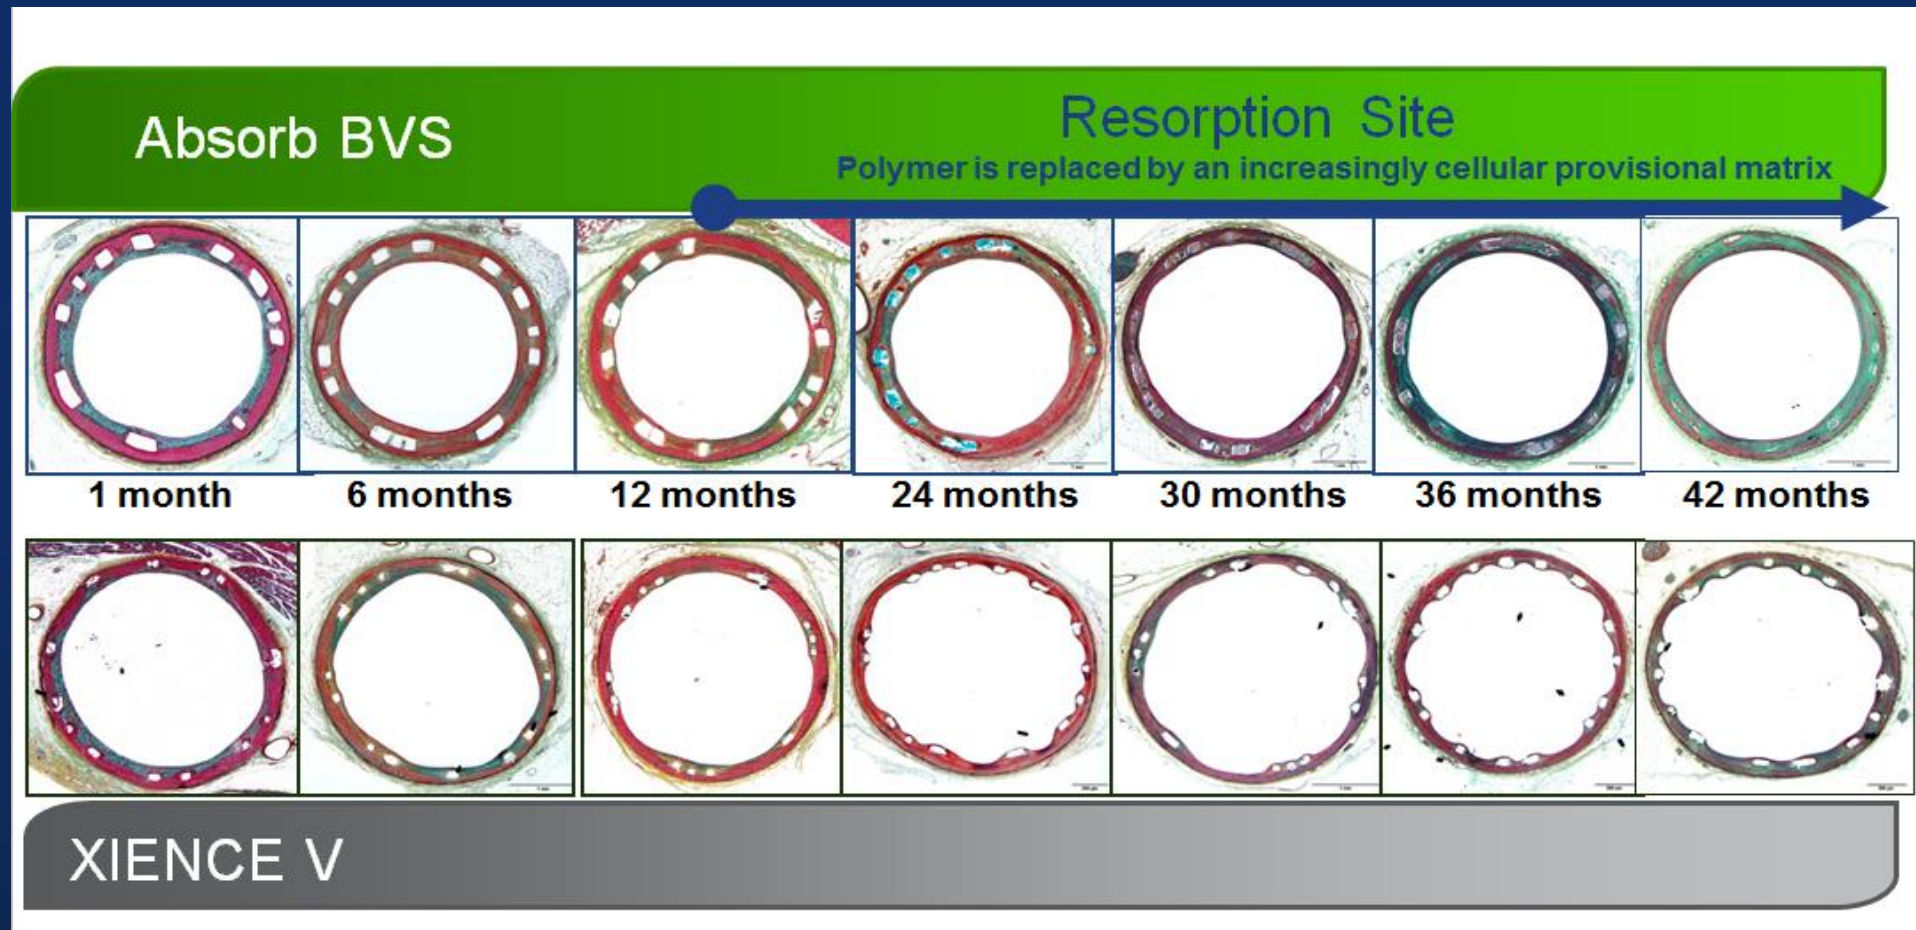 Absorb BVS
Resorption Site
Polymer is replaced by an increasingly cellular provisional matrix
1 month
6 months
12 months
24 months
30 months
36 months
42 months
XIENCE V